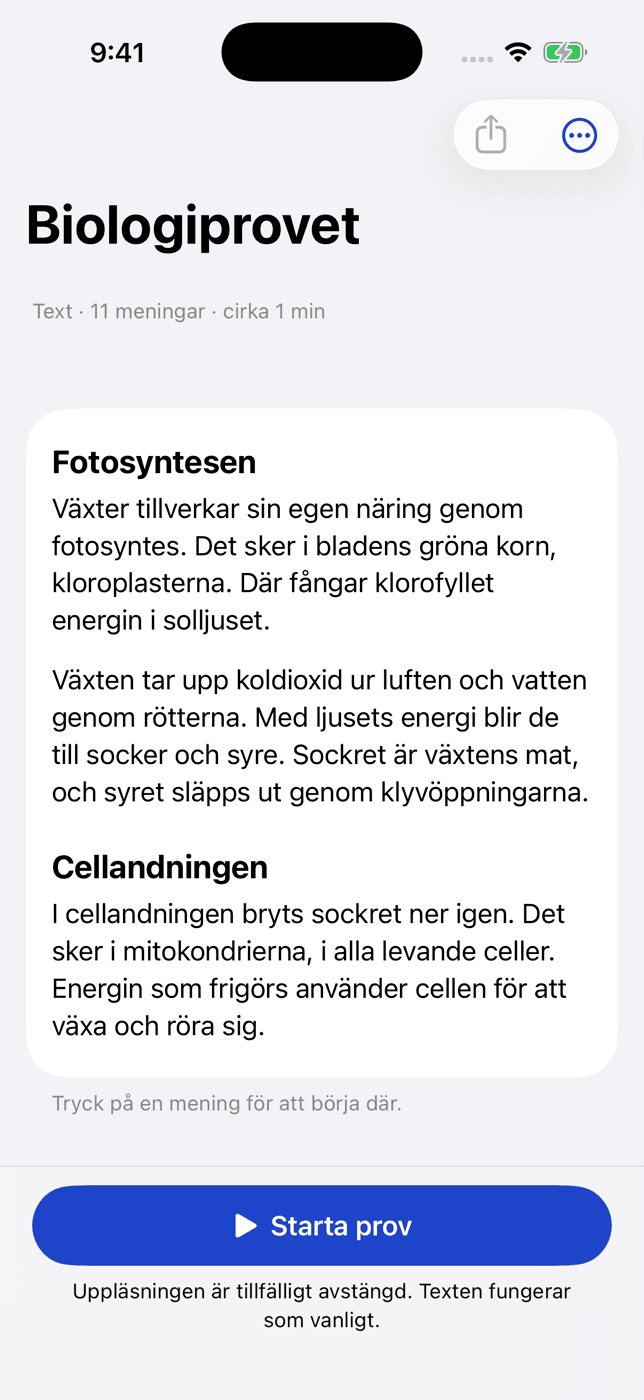 9:41
Biologiprovet
Text · 11 meningar · cirka 1 min
Fotosyntesen
Växter tillverkar sin egen näring genom
fotosyntes. Det sker i bladens gröna korn,
kloroplasterna. Där fångar klorofyllet
energin i solljuset.
Växten tar upp koldioxid ur luften och vatten
genom rötterna. Med ljusets energi blir de
till socker och syre. Sockret är växtens mat,
och syret släpps ut genom klyvöppningarna.
Cellandningen
I cellandningen bryts sockret ner igen. Det
sker i mitokondrierna, i alla levande celler.
Energin som frigörs använder cellen för att
växa och röra sig.
Tryck på en mening för att börja där.
Starta prov
Uppläsningen är tillfälligt avstängd. Texten fungerar
som vanligt.